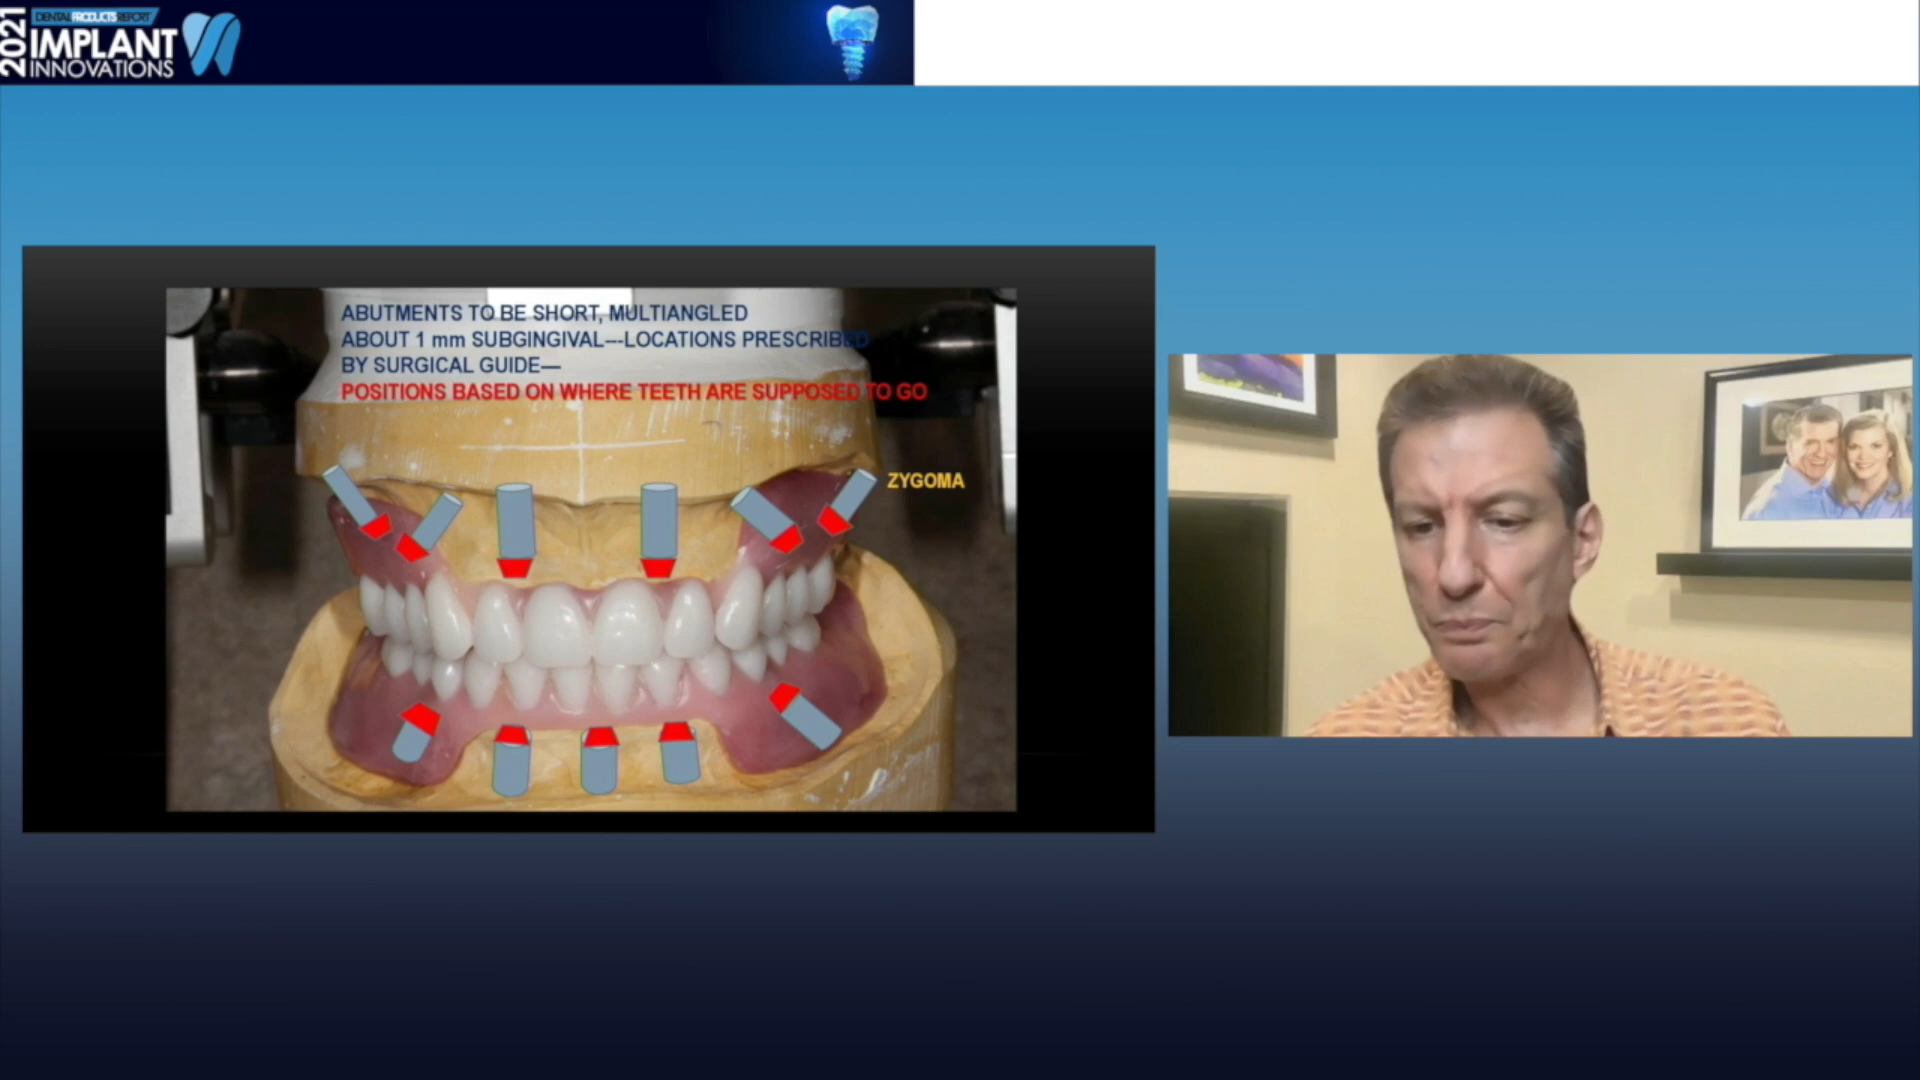 2021
DENTAL PRODUCTS REPORT
IMPLANT
INNOVATIONS
ABUTMENTS TO BE SHORT, MULTIANGLED
ABOUT 1 mm SUBGINGIVAL---LOCATIONS PRESCRIBED
BY SURGICAL GUIDE—
POSITIONS BASED ON WHERE TEETH ARE SUPPOSED TO GO
ZYGOMA